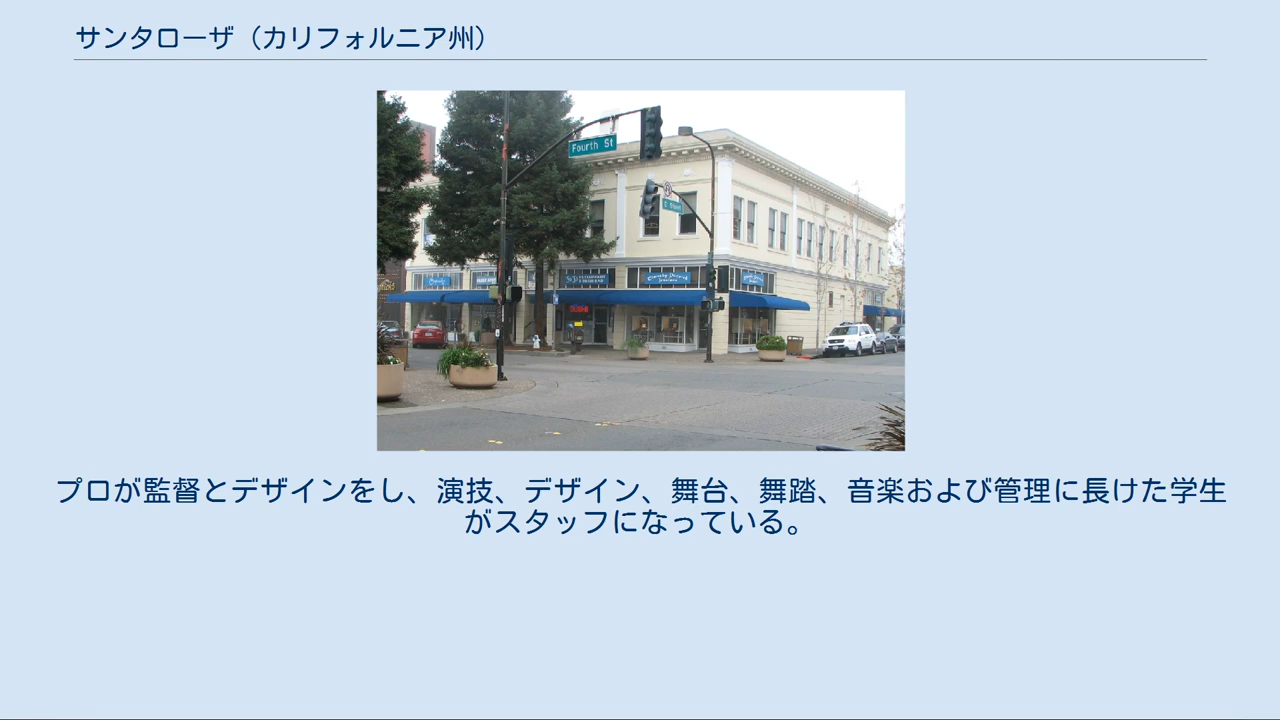 サンタローザ（カリフォルニア州）
Fourth St
プロが監督とデザインをし、演技、デザイン、舞台、舞踏、音楽および管理に長けた学生
がスタッフになっている。